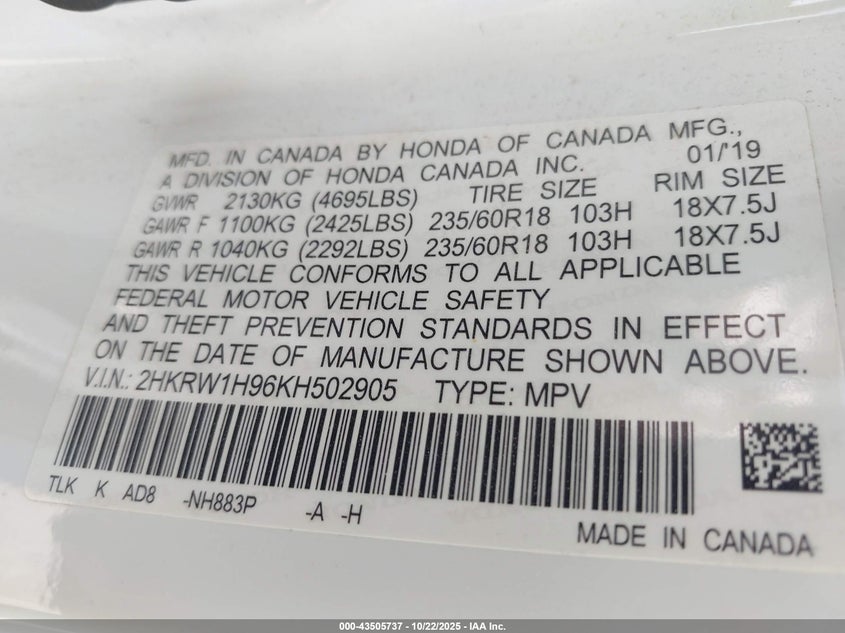 MFD. IN CANADA BY HONDA OF CANADA MFG.,
A DIVISION OF HONDA CANADA INC. 01/'19
GVWR 2130KG (4695LBS) TIRE SIZE RIM SIZE
GAWR F 1100KG (2425LBS) 235/60R18 103H 18X7.5J
GAWR R 1040KG (2292LBS) 235/60R18 103H 18X7.5J
THIS VEHICLE CONFORMS TO ALL APPLICABLE
FEDERAL MOTOR VEHICLE SAFETY
AND THEFT PREVENTION STANDARDS IN EFFECT
ON THE DATE OF MANUFACTURE SHOWN ABOVE.
V.I.N.: 2HKRW1H96KH502905 TYPE: MPV
TLK K AD8 -NH883P -A -H
MADE IN CANADA
000-43505737 - 10/22/2025 - IAA Inc.